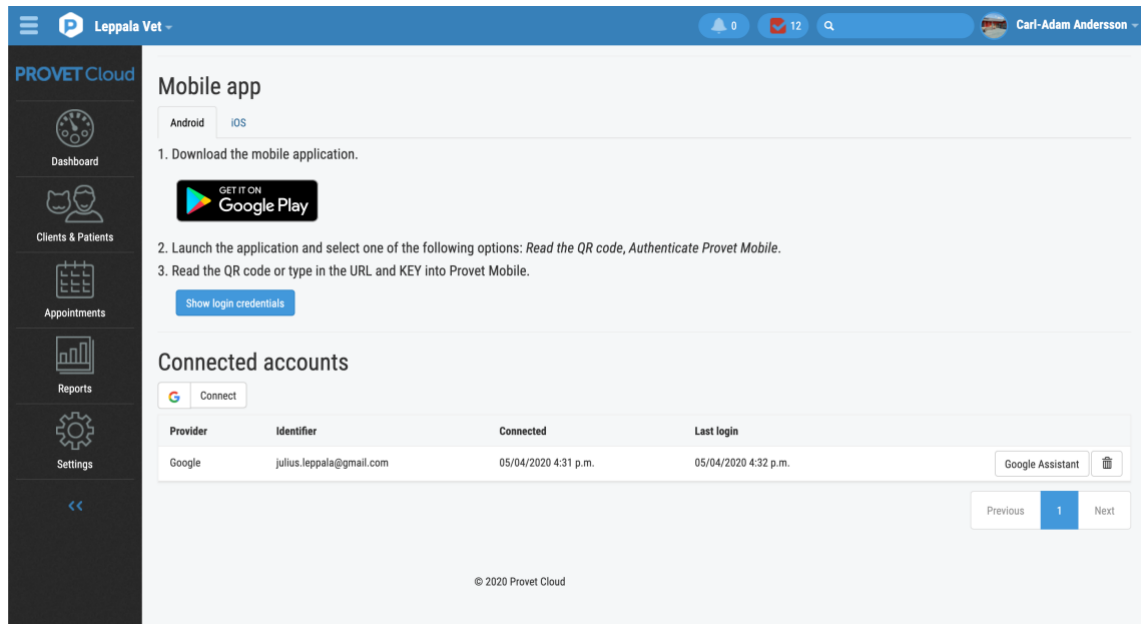 Leppala Vet
0
12
Carl-Adam Andersson
PROVET Cloud
Dashboard
Clients & Patients
Appointments
Reports
Settings
<<
Mobile app
Android
iOS
1. Download the mobile application.
GET IT ON
Google Play
2. Launch the application and select one of the following options: Read the QR code, Authenticate Provet Mobile.
3. Read the QR code or type in the URL and KEY into Provet Mobile.
Show login credentials
Connected accounts
G Connect
Provider Identifier Connected Last login
Google julius.leppala@gmail.com 05/04/2020 4:31 p.m. 05/04/2020 4:32 p.m. Google Assistant
Previous 1 Next
© 2020 Provet Cloud